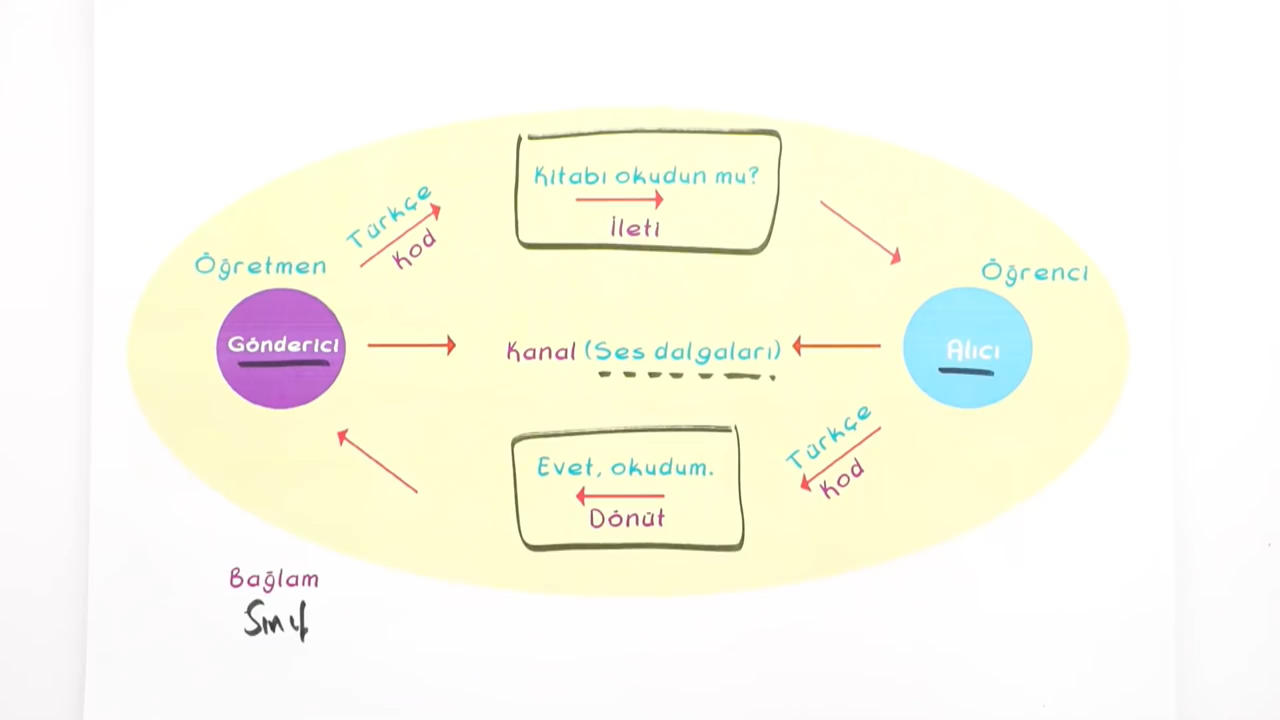 Kitabı okudun mu?
İleti
Türkçe
Kod
Öğretmen
Öğrenci
Gönderici
Kanal (Ses dalgaları)
Alıcı
Türkçe
Kod
Evet, okudum.
Dönüt
Bağlam
Sınıf